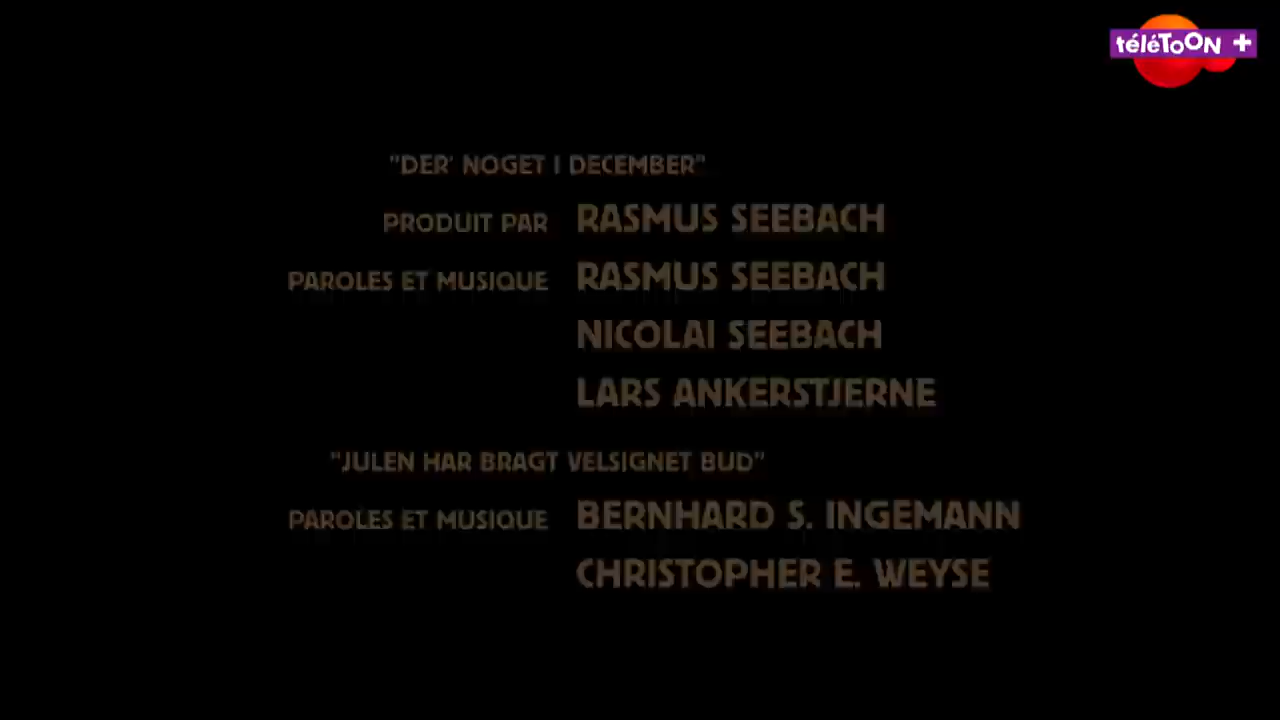 téléTOON +
"DER' NOGET I DECEMBER"
PRODUIT PAR RASMUS SEEBACH
PAROLES ET MUSIQUE RASMUS SEEBACH
NICOLAI SEEBACH
LARS ANKERSTJERNE
"JULEN HAR BRAGT VELSIGNET BUD"
PAROLES ET MUSIQUE BERNHARD S. INGEMANN
CHRISTOPHER E. WEYSE